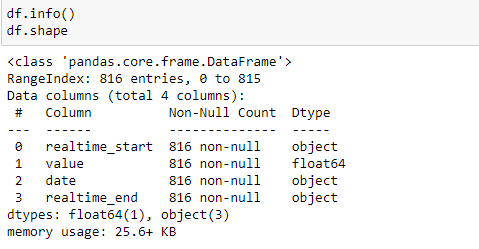 df.info()
df.shape
<class 'pandas.core.frame.DataFrame'>
RangeIndex: 816 entries, 0 to 815
Data columns (total 4 columns):
 #   Column          Non-Null Count  Dtype
---  ------          --------------  -----
 0   realtime_start  816 non-null    object
 1   value           816 non-null    float64
 2   date            816 non-null    object
 3   realtime_end    816 non-null    object
dtypes: float64(1), object(3)
memory usage: 25.6+ KB